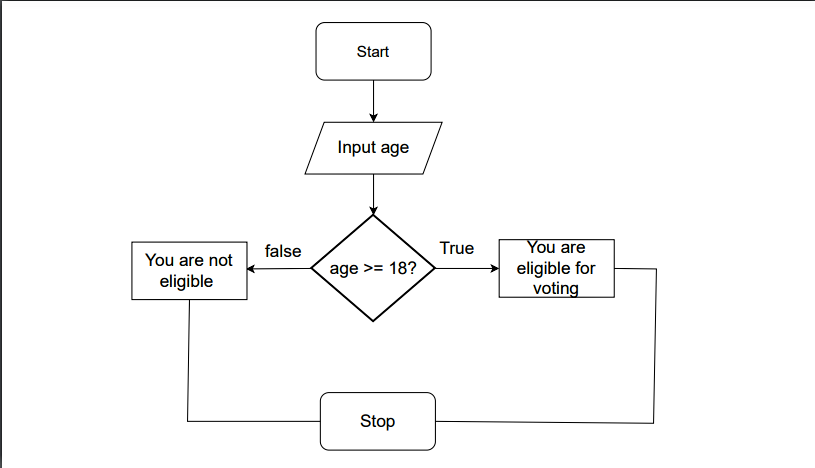 Start
Input age
false
True
You are not
eligible
age >= 18?
You are
eligible for
voting
Stop